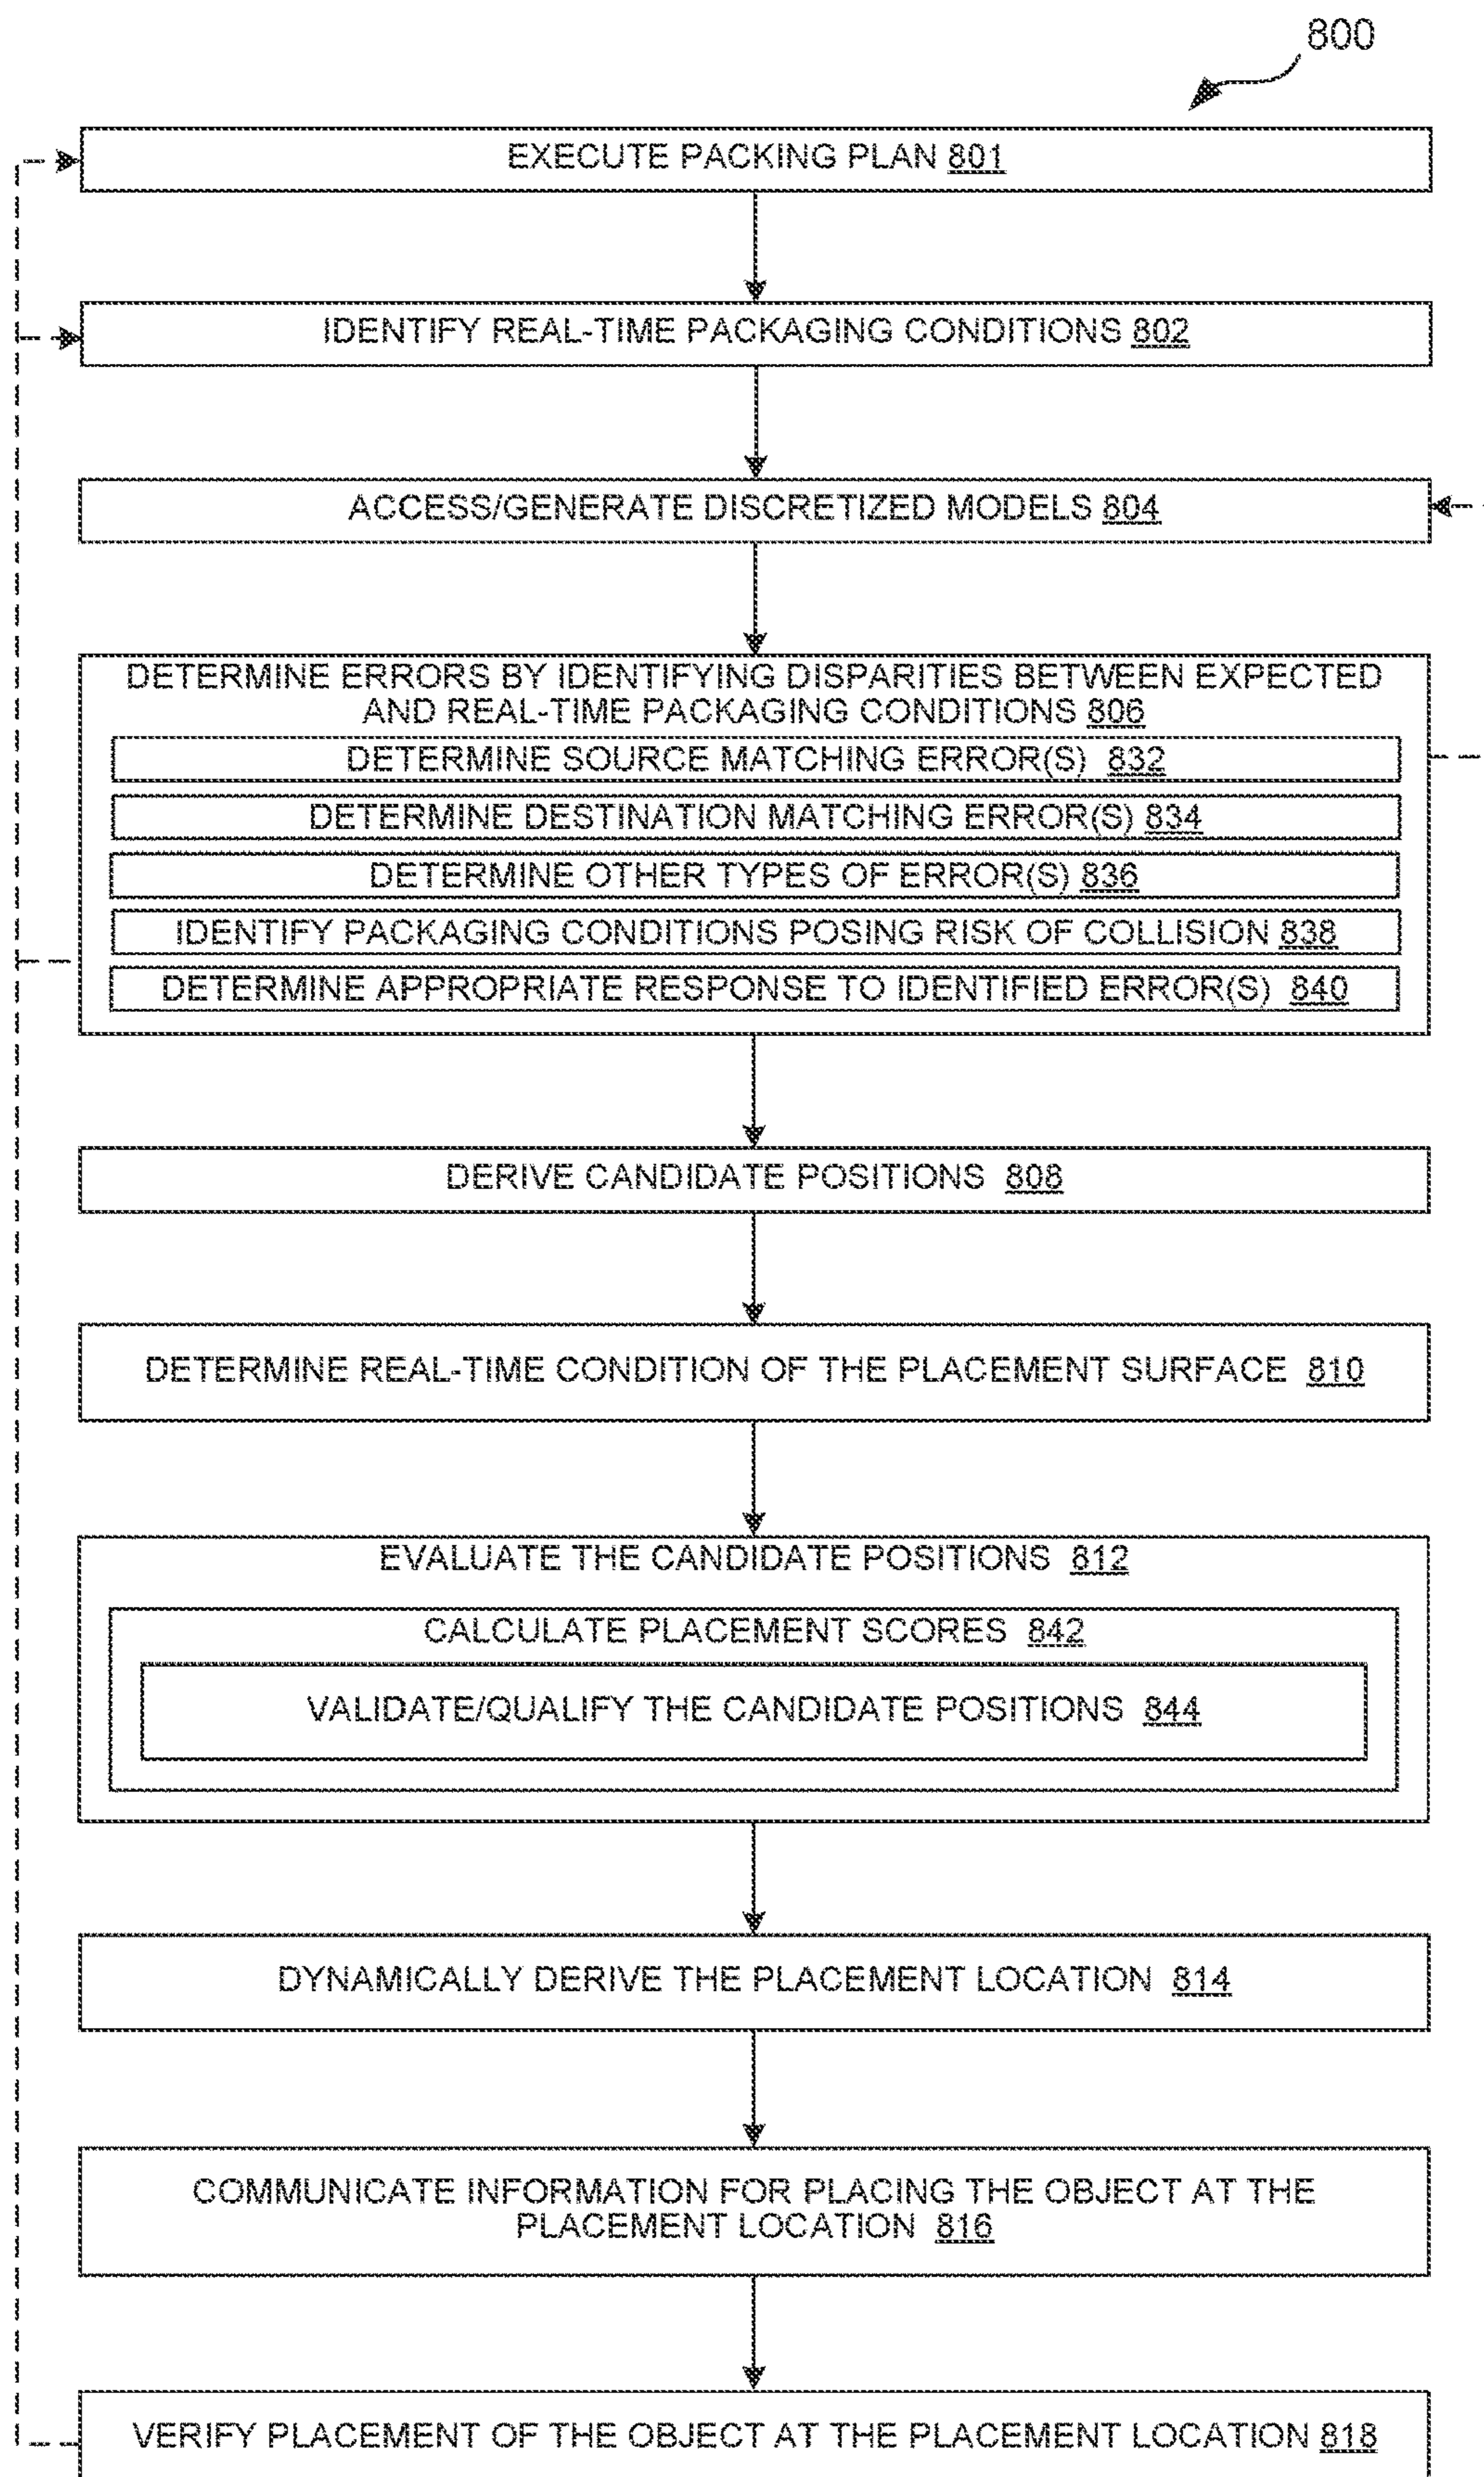 800
EXECUTE PACKING PLAN 801
IDENTIFY REAL-TIME PACKAGING CONDITIONS 802
ACCESS/GENERATE DISCRETIZED MODELS 804
DETERMINE ERRORS BY IDENTIFYING DISPARITIES BETWEEN EXPECTED
AND REAL-TIME PACKAGING CONDITIONS 806
DETERMINE SOURCE MATCHING ERROR(S) 832
DETERMINE DESTINATION MATCHING ERROR(S) 834
DETERMINE OTHER TYPES OF ERROR(S) 836
IDENTIFY PACKAGING CONDITIONS POSING RISK OF COLLISION 838
DETERMINE APPROPRIATE RESPONSE TO IDENTIFIED ERROR(S) 840
DERIVE CANDIDATE POSITIONS 808
DETERMINE REAL-TIME CONDITION OF THE PLACEMENT SURFACE 810
EVALUATE THE CANDIDATE POSITIONS 812
CALCULATE PLACEMENT SCORES 842
VALIDATE/QUALIFY THE CANDIDATE POSITIONS 844
DYNAMICALLY DERIVE THE PLACEMENT LOCATION 814
COMMUNICATE INFORMATION FOR PLACING THE OBJECT AT THE
PLACEMENT LOCATION 816
VERIFY PLACEMENT OF THE OBJECT AT THE PLACEMENT LOCATION 818